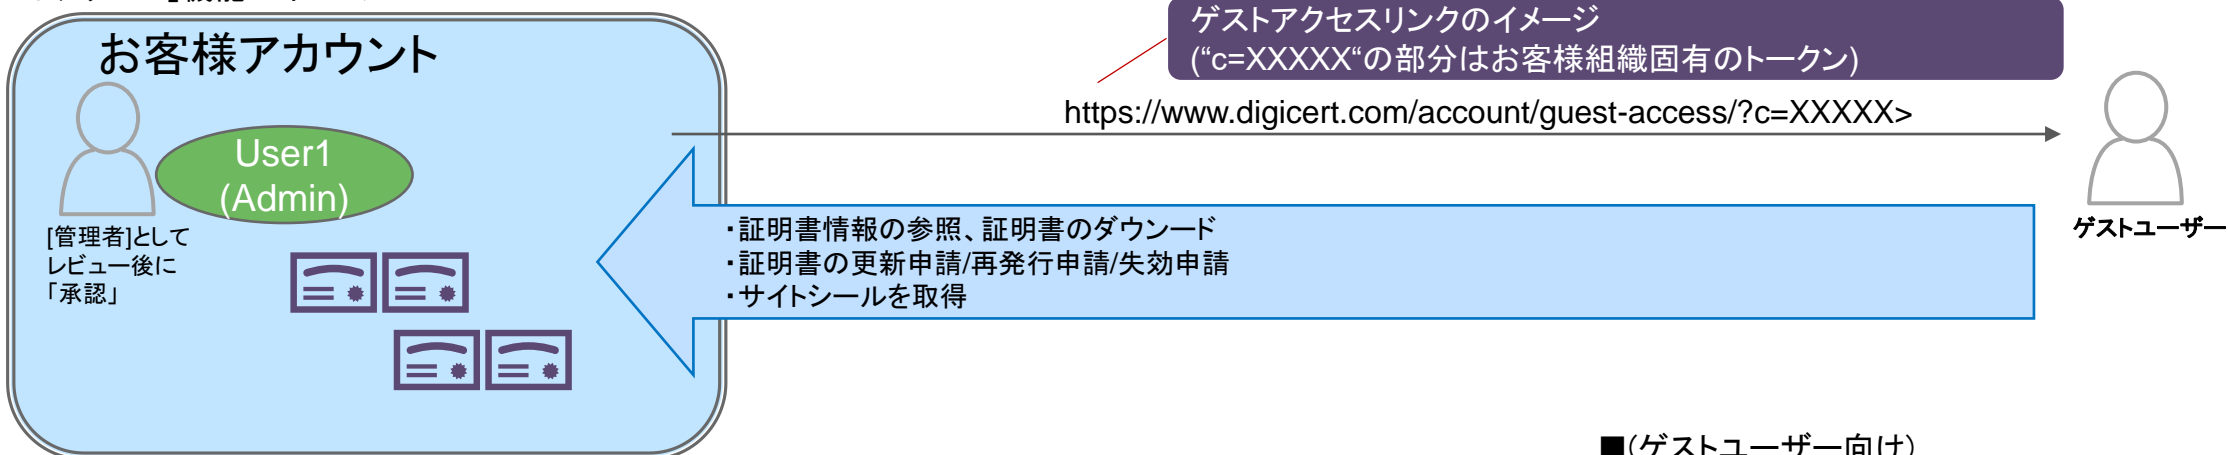 お客様アカウント
ゲストアクセスリンクのイメージ
(“c=XXXXX“の部分はお客様組織固有のトークン)
https://www.digicert.com/account/guest-access/?c=XXXXX>
User1
(Admin)
[管理者]として
レビュー後に
「承認」
・証明書情報の参照、証明書のダウンード
・証明書の更新申請/再発行申請/失効申請
・サイトシールを取得
ゲストユーザー
■(ゲストユーザー向け)